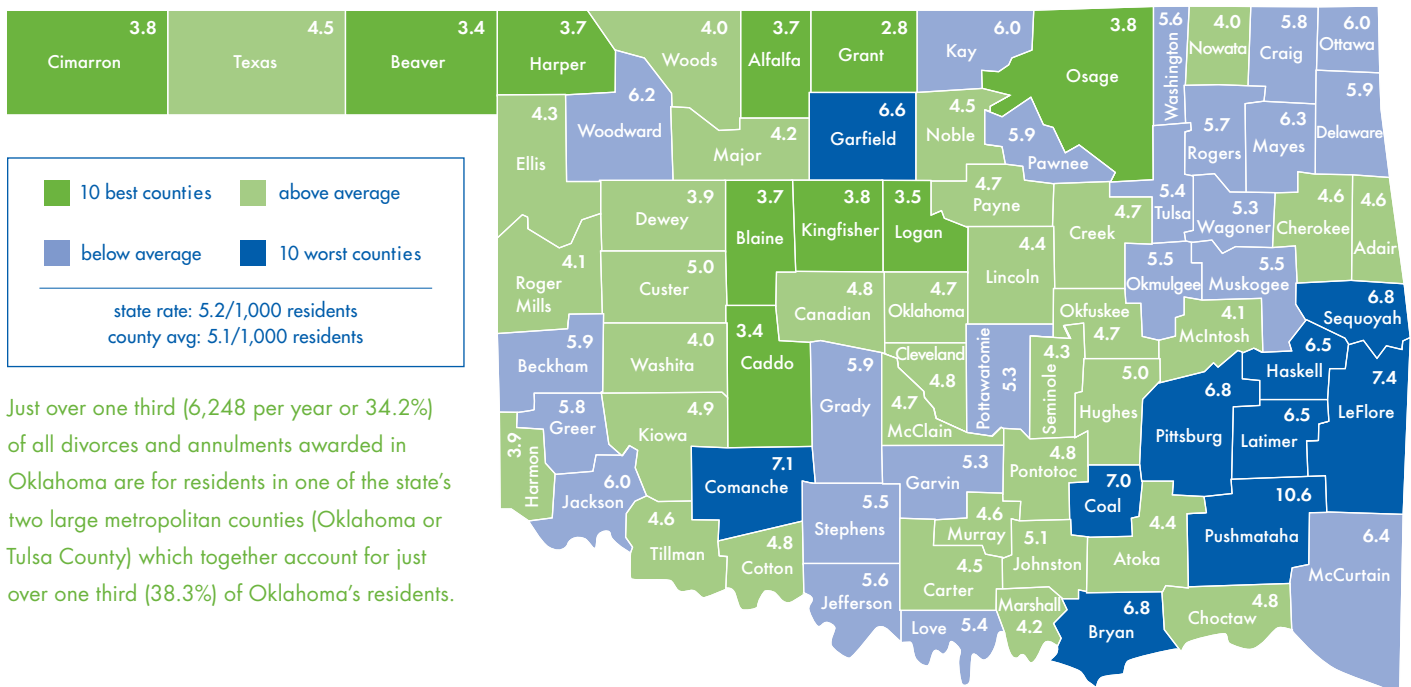 3.8
Cimarron
4.5
Texas
3.4
Beaver
3.7
Harper
4.0
Woods
3.7
Alfalfa
2.8
Grant
6.0
Kay
3.8
Osage
5.6
Washington
4.0
Nowata
5.8
Craig
6.0
Ottawa
4.3
Ellis
6.2
Woodward
4.2
Major
6.6
Garfield
4.5
Noble
5.9
Pawnee
5.7
Rogers
6.3
Mayes
5.9
Delaware
10 best counties
above average
below average
10 worst counties
state rate: 5.2/1,000 residents
county avg: 5.1/1,000 residents
3.9
Dewey
3.7
Blaine
3.8
Kingfisher
3.5
Logan
4.7
Payne
4.7
Creek
5.4
Tulsa
5.3
Wagoner
4.6
Cherokee
4.6
Adair
4.1
Roger
Mills
5.0
Custer
4.8
Canadian
4.7
Oklahoma
4.4
Lincoln
Okfuskee
4.7
5.5
Okmulgee
5.5
Muskogee
4.1
McIntosh
6.8
Sequoyah
5.9
Beckham
4.0
Washita
3.4
Caddo
5.9
Grady
Cleveland
4.8
4.7
McClain
Pottawatomie
5.3
4.3
Seminole
5.0
Hughes
6.8
Pittsburg
6.5
Haskell
6.5
Latimer
7.4
LeFlore
Just over one third (6,248 per year or 34.2%)
of all divorces and annulments awarded in
Oklahoma are for residents in one of the state’s
two large metropolitan counties (Oklahoma or
Tulsa County) which together account for just
over one third (38.3%) of Oklahoma’s residents.
3.9
Harmon
5.8
Greer
4.9
Kiowa
6.0
Jackson
7.1
Comanche
4.6
Tillman
4.8
Cotton
5.5
Stephens
5.3
Garvin
4.8
Pontotoc
7.0
Coal
4.6
Murray
5.1
Johnston
4.4
Atoka
10.6
Pushmataha
6.4
McCurtain
5.6
Jefferson
4.5
Carter
Love 5.4
Marshall
4.2
6.8
Bryan
4.8
Choctaw